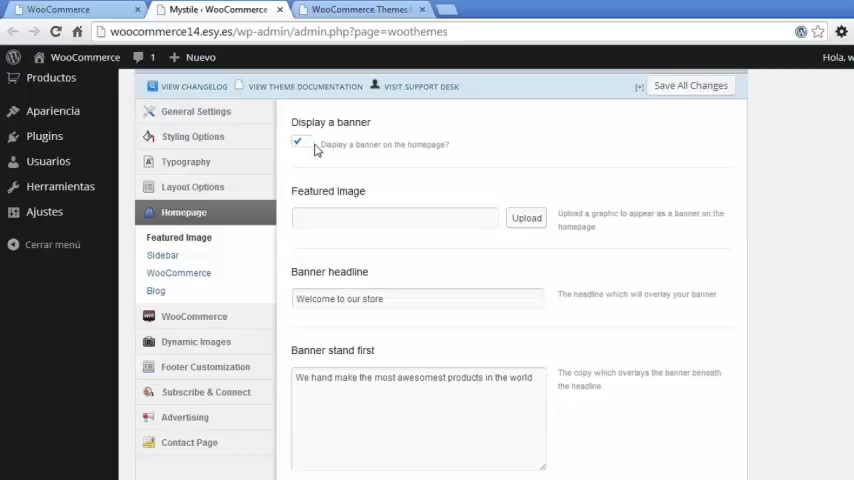 WooCommerce
Mystile ‹ WooCommerce
WooCommerce Themes
woocommerce14.esy.es/wp-admin/admin.php?page=woothemes
WooCommerce 1 + Nuevo
Hola, w
Productos
Apariencia
Plugins
Usuarios
Herramientas
Ajustes
Cerrar menú
VIEW CHANGELOG VIEW THEME DOCUMENTATION VISIT SUPPORT DESK
[+] Save All Changes
General Settings
Styling Options
Typography
Layout Options
Homepage
Featured Image
Sidebar
WooCommerce
Blog
WooCommerce
Dynamic Images
Footer Customization
Subscribe & Connect
Advertising
Contact Page
Display a banner
Display a banner on the homepage?
Featured Image
Upload
Upload a graphic to appear as a banner on the
homepage.
Banner headline
Welcome to our store
The headline which will overlay your banner
Banner stand first
We hand make the most awesomest products in the world
The copy which overlays the banner beneath
the headline.